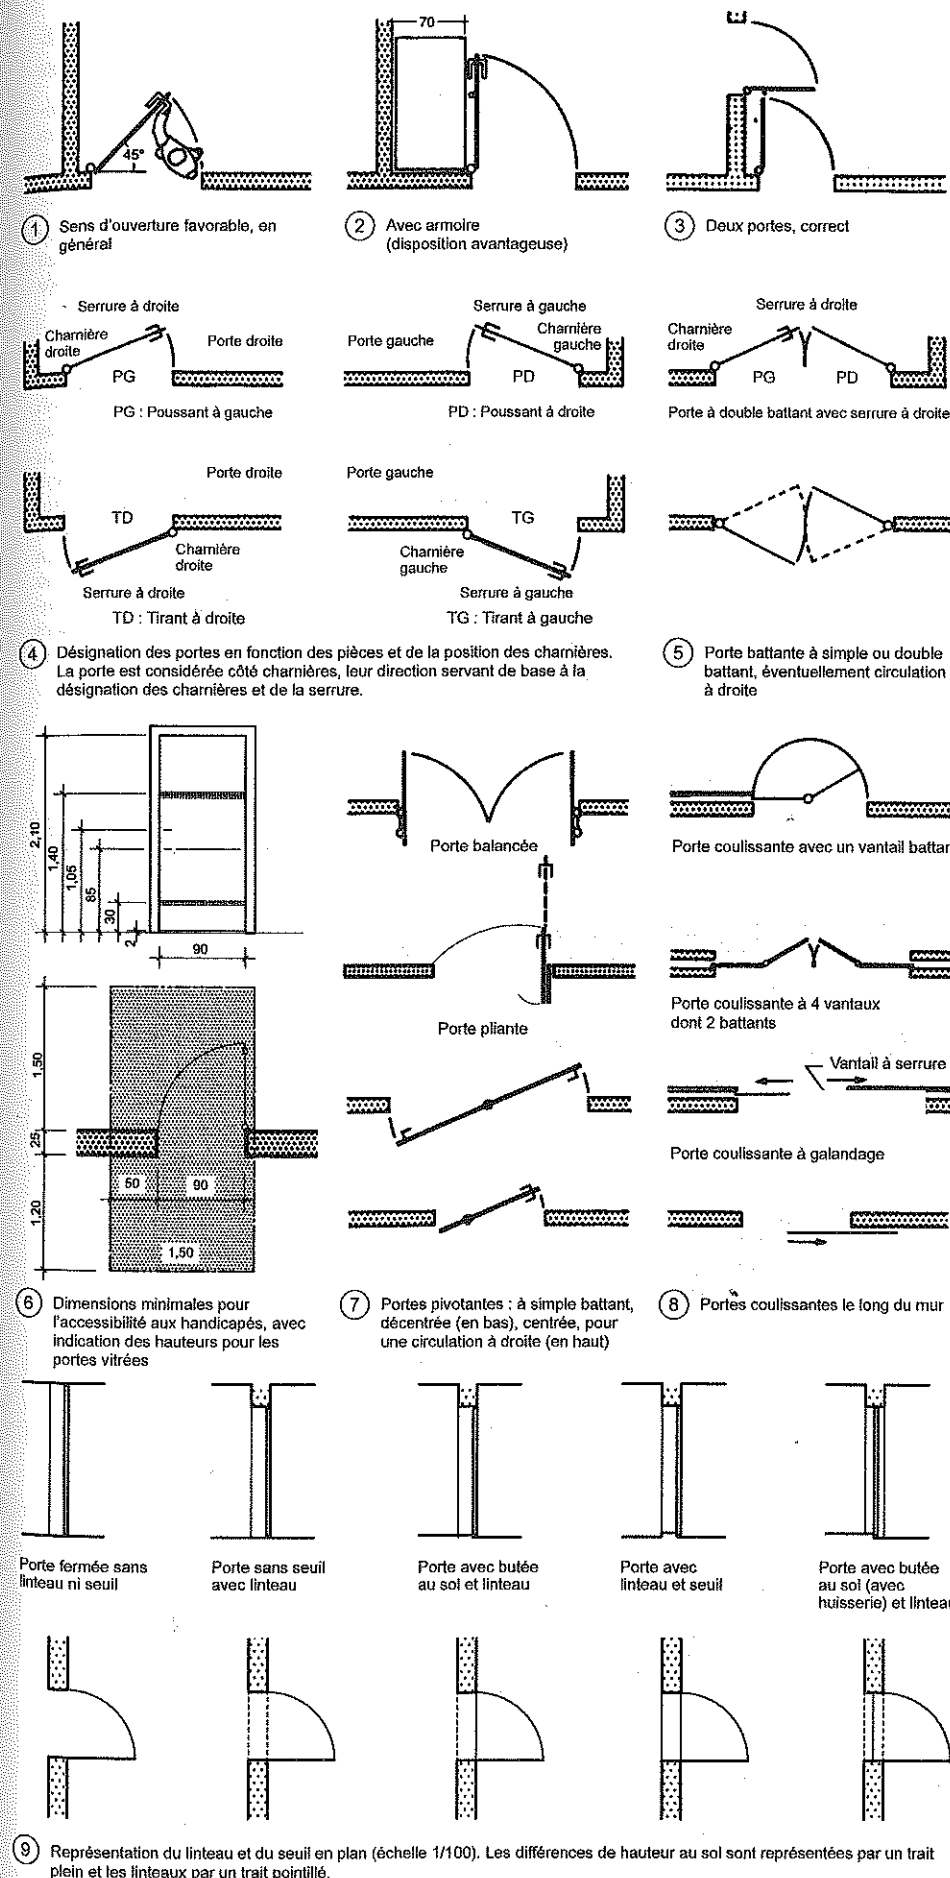 70
45°
1 Sens d'ouverture favorable, en
général
2 Avec armoire
(disposition avantageuse)
3 Deux portes, correct
Serrure à droite
Charnière
droite
Porte droite
PG
PG : Poussant à gauche
Serrure à gauche
Porte gauche
Charnière
gauche
PD
PD : Poussant à droite
Serrure à droite
Charnière
droite
PG
PD
Porte à double battant avec serrure à droite
Porte droite
TD
Charnière
droite
Serrure à droite
TD : Tirant à droite
Porte gauche
TG
Charnière
gauche
Serrure à gauche
TG : Tirant à gauche
4 Désignation des portes en fonction des pièces et de la position des charnières.
La porte est considérée côté charnières, leur direction servant de base à la
désignation des charnières et de la serrure.
5 Porte battante à simple ou double
battant, éventuellement circulation
à droite
2,10
1,40
1,05
85
30
2
90
1,50
25
1,20
50
90
1,50
6 Dimensions minimales pour
l'accessibilité aux handicapés, avec
indication des hauteurs pour les
portes vitrées
Porte balancée
Porte pliante
7 Portes pivotantes : à simple battant,
décentrée (en bas), centrée, pour
une circulation à droite (en haut)
Porte coulissante avec un vantail battan
Porte coulissante à 4 vantaux
dont 2 battants
Vantail à serrure
Porte coulissante à galandage
8 Portes coulissantes le long du mur
Porte fermée sans
linteau ni seuil
Porte sans seuil
avec linteau
Porte avec butée
au sol et linteau
Porte avec
linteau et seuil
Porte avec butée
au sol (avec
huisserie) et linteau
9 Représentation du linteau et du seuil en plan (échelle 1/100). Les différences de hauteur au sol sont représentées par un trait
plein et les linteaux par un trait pointillé.